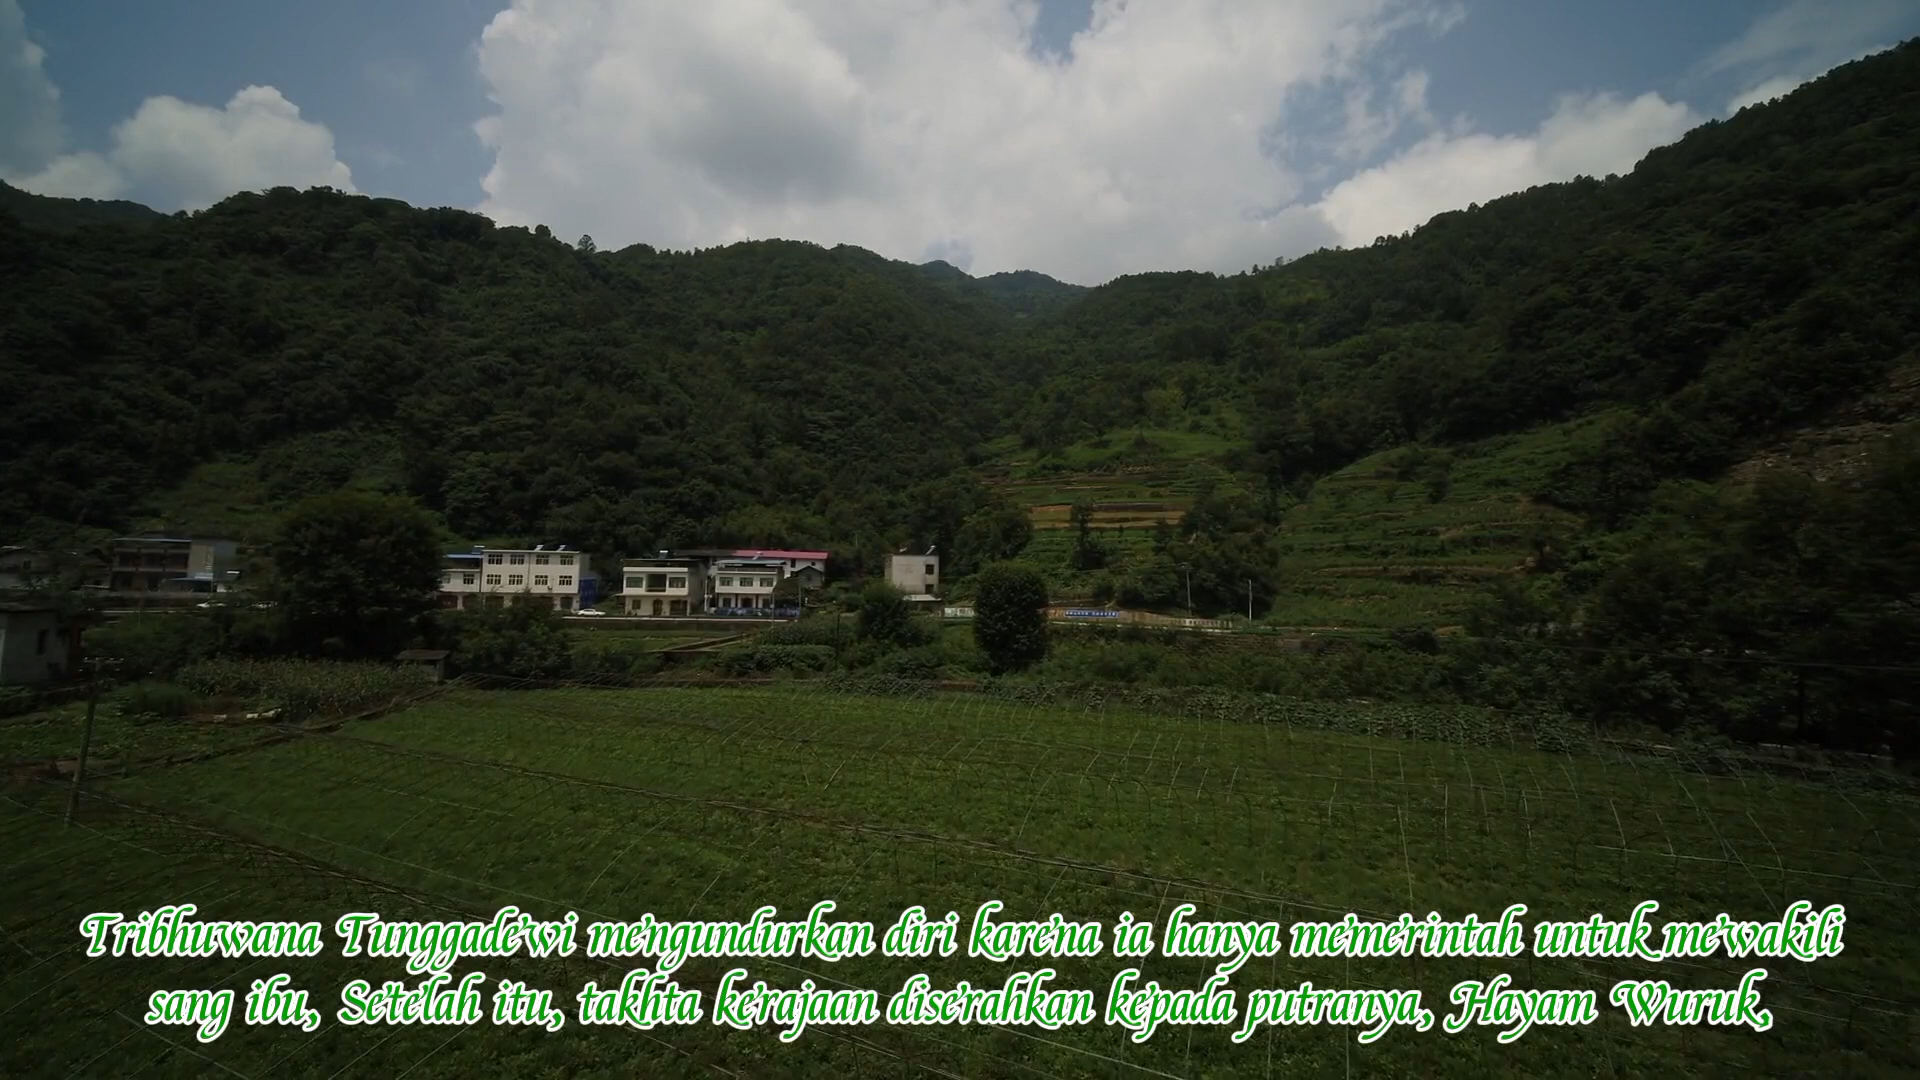 Tribhuwana Tunggadewi mengundurkan diri karena ia hanya memerintah untuk mewakili
sang ibu, Setelah itu, takhta kerajaan diserahkan kepada putranya, Hayam Wuruk,